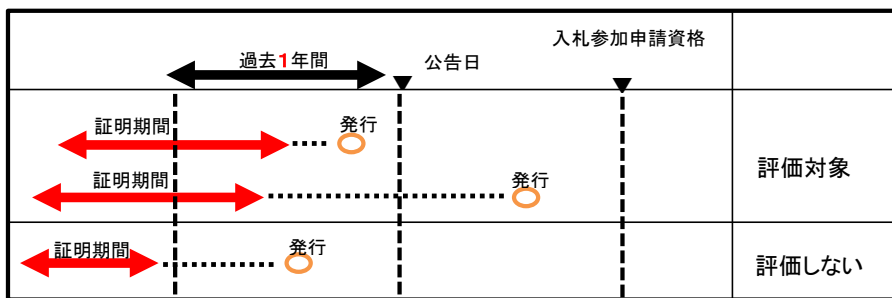 入札参加申請資格
過去1年間
公告日
証明期間
発行
証明期間
発行
評価対象
証明期間
発行
評価しない